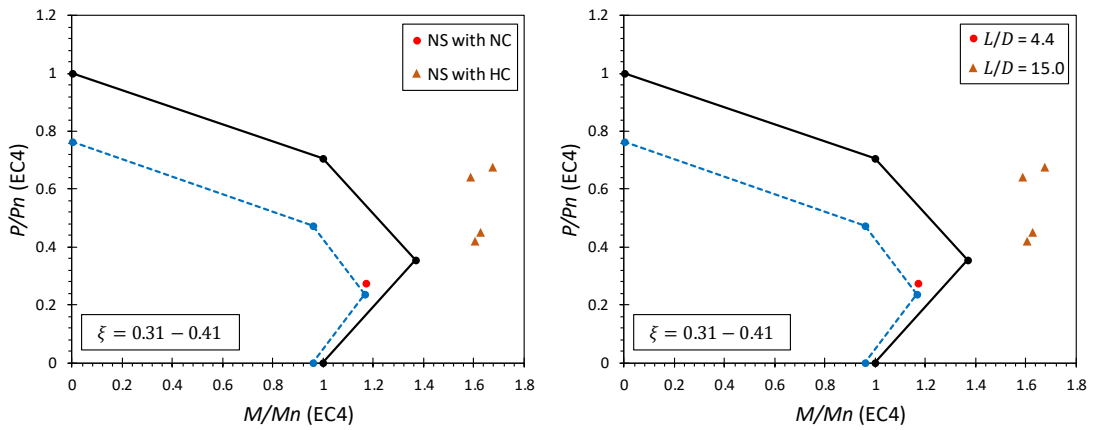 1.2
1
0.8
0.6
0.4
0.2
0
P/Pn (EC4)
NS with NC
NS with HC
ξ = 0.31 − 0.41
0 0.2 0.4 0.6 0.8 1 1.2 1.4 1.6 1.8
M/Mn (EC4)
1.2
1
0.8
0.6
0.4
0.2
0
P/Pn (EC4)
L/D = 4.4
L/D = 15.0
ξ = 0.31 − 0.41
0 0.2 0.4 0.6 0.8 1 1.2 1.4 1.6 1.8
M/Mn (EC4)